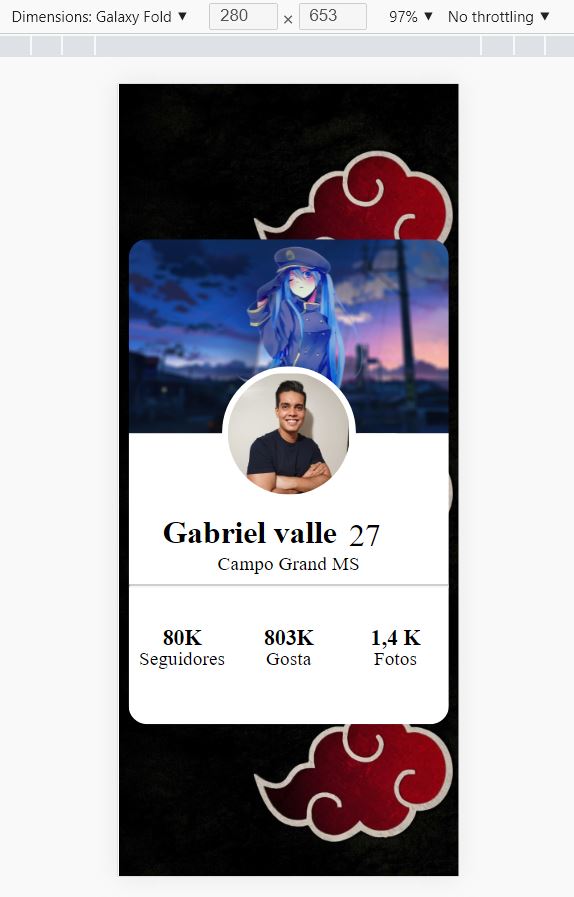 Dimensions: Galaxy Fold ▼ 280 × 653 97% ▼ No throttling ▼
Gabriel valle 27
Campo Grand MS
80K 803K 1,4 K
Seguidores Gosta Fotos